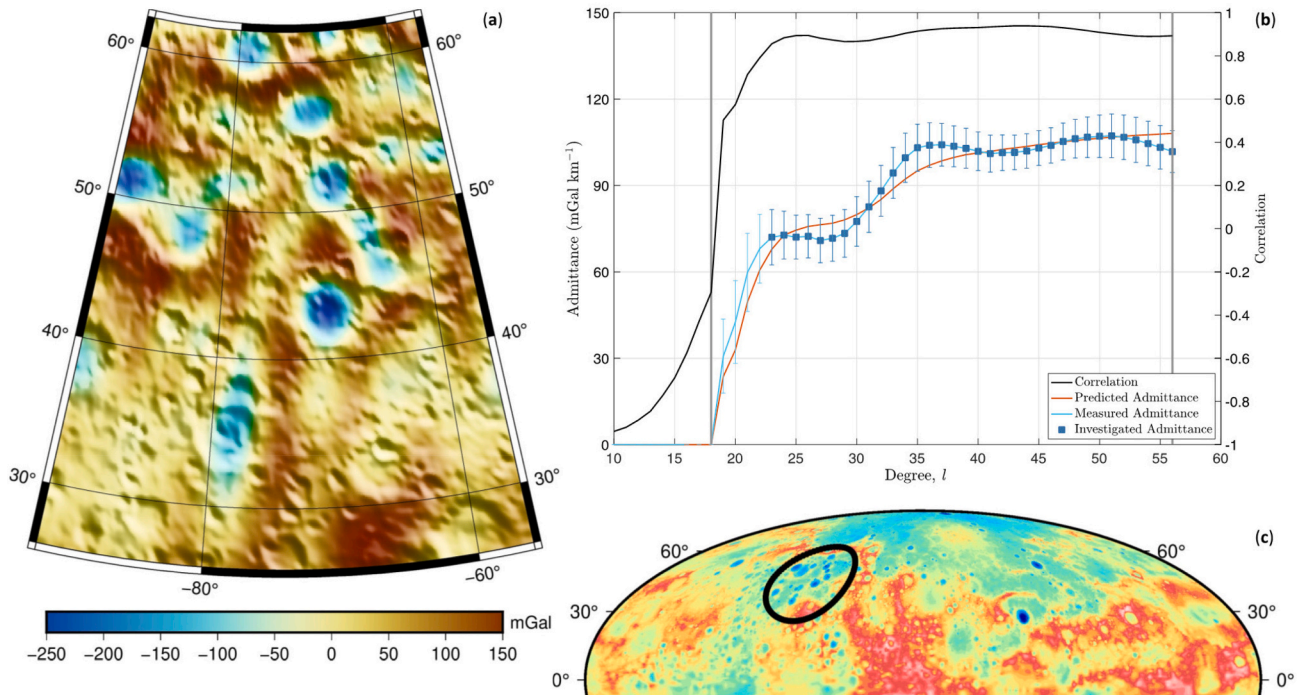 (a)
60°
60°
50°
50°
40°
40°
30°
30°
−80°
−60°
mGal
−250 −200 −150 −100 −50 0 50 100 150
(b)
150
120
90
60
30
0
Admittance (mGal km⁻¹)
10 15 20 25 30 35 40 45 50 55 60
Degree, l
1
0.8
0.6
0.4
0.2
0
-0.2
-0.4
-0.6
-0.8
-1
Correlation
Correlation
Predicted Admittance
Measured Admittance
Investigated Admittance
(c)
60°
60°
30°
30°
0°
0°